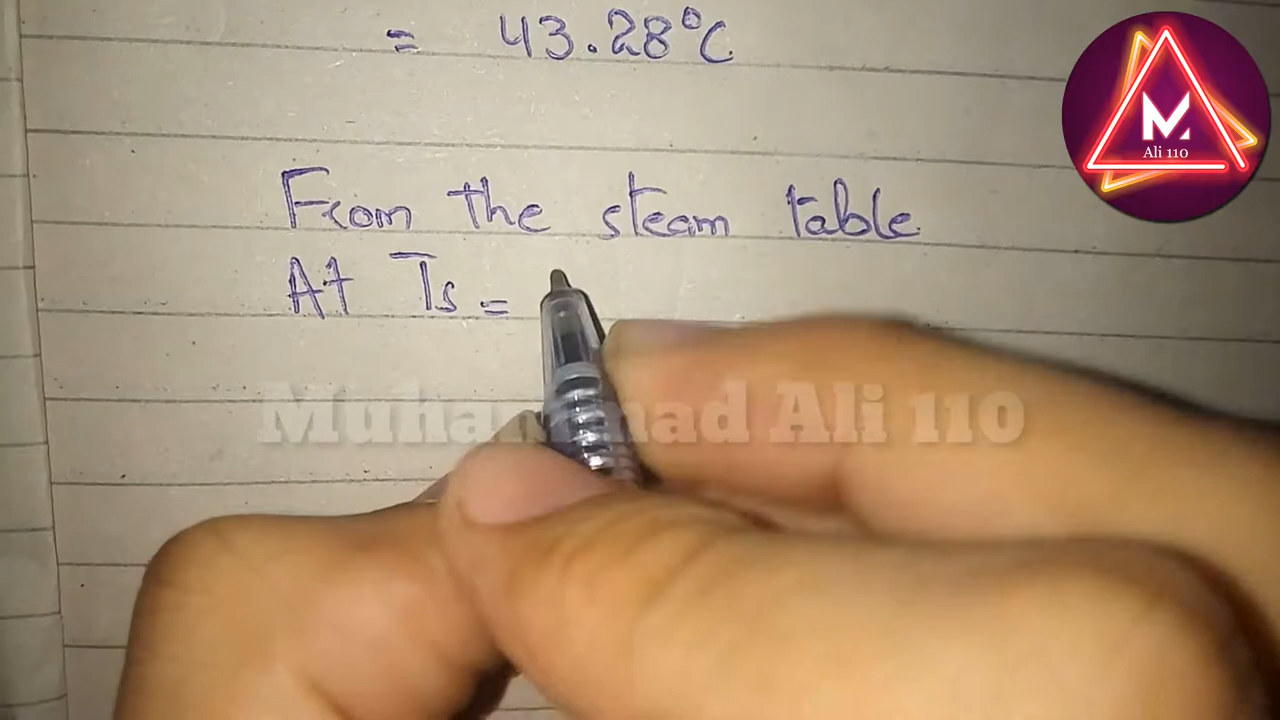 = 43.28°C
M
Ali 110
From the steam table
At Ts =
Muhammad Ali 110